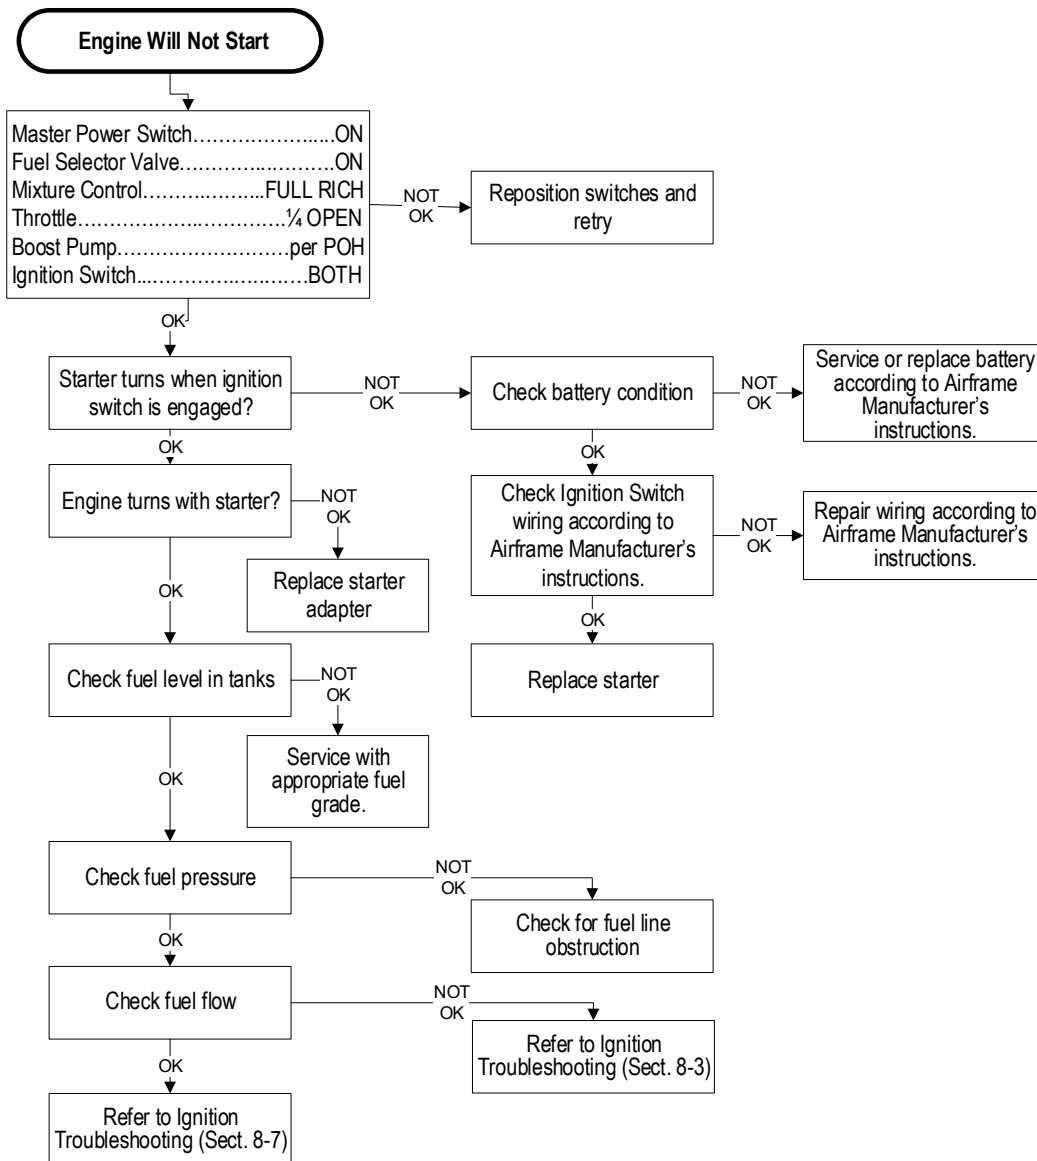 Engine Will Not Start
Master Power Switch…………………..…ON
Fuel Selector Valve…………..………….ON
Mixture Control……….………..FULL RICH
Throttle………………….…………….¼ OPEN
Boost Pump……………………….per POH
Ignition Switch...………….….……….BOTH
NOT
OK
Reposition switches and
retry
OK
Starter turns when ignition
switch is engaged?
NOT
OK
Check battery condition
NOT
OK
Service or replace battery
according to Airframe
Manufacturer’s
instructions.
OK
OK
Engine turns with starter?
NOT
OK
Replace starter
adapter
Check Ignition Switch
wiring according to
Airframe Manufacturer’s
instructions.
NOT
OK
Repair wiring according to
Airframe Manufacturer’s
instructions.
OK
OK
Replace starter
Check fuel level in tanks
NOT
OK
Service with
appropriate fuel
grade.
OK
Check fuel pressure
NOT
OK
Check for fuel line
obstruction
OK
Check fuel flow
NOT
OK
Refer to Ignition
Troubleshooting (Sect. 8-3)
OK
Refer to Ignition
Troubleshooting (Sect. 8-7)